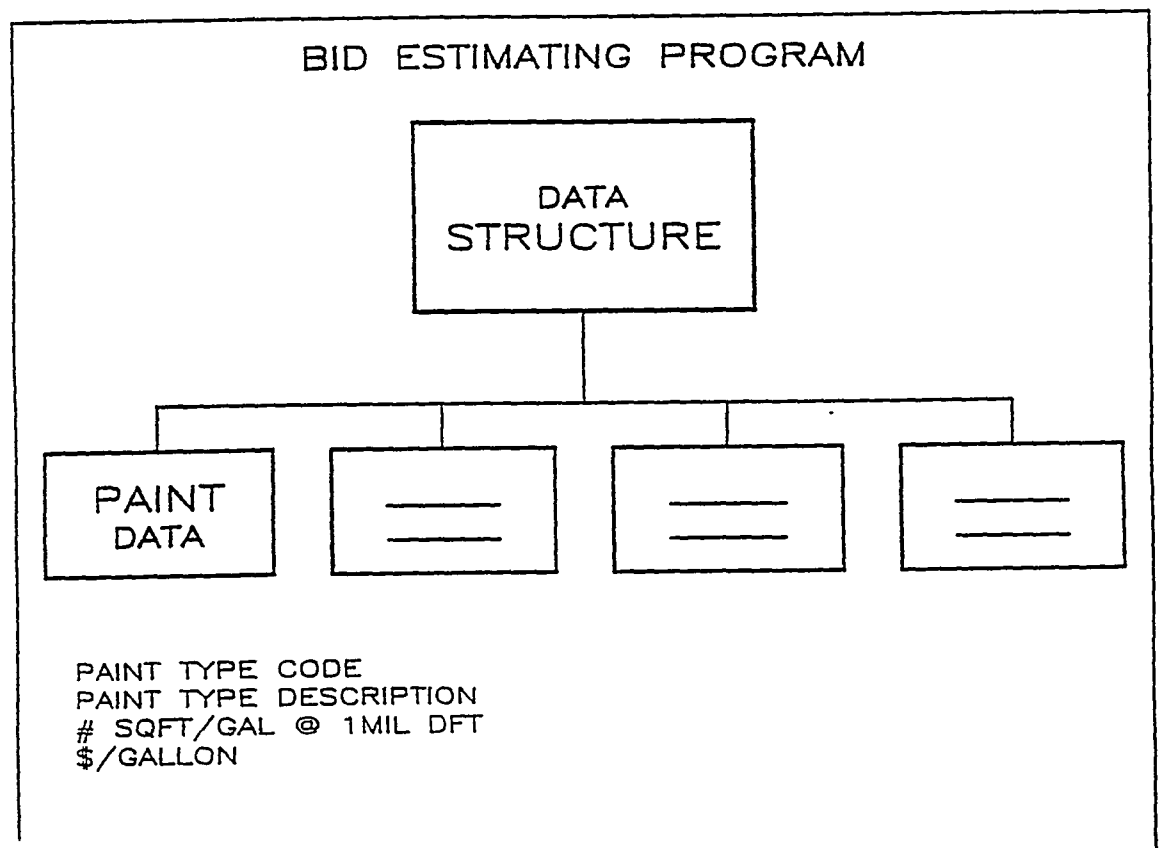 BID ESTIMATING PROGRAM
DATA
STRUCTURE
PAINT
DATA
PAINT TYPE CODE
PAINT TYPE DESCRIPTION
# SQFT/GAL @ 1MIL DFT
$/GALLON